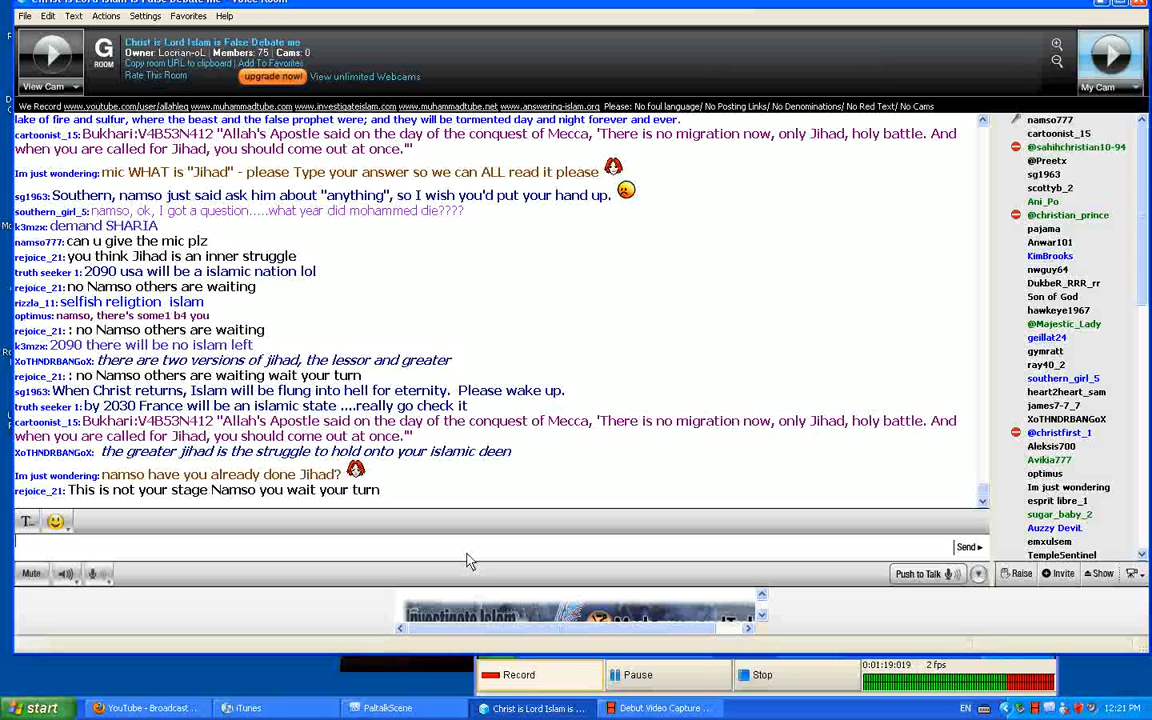 Christ is Lord Islam is False Debate me - Voice Room
File Edit Text Actions Settings Favorites Help
View Cam
G ROOM
Christ is Lord Islam is False Debate me
Owner: Locrian-oL | Members: 75 | Cams: 0
Copy room URL to clipboard | Add To Favorites
Rate This Room upgrade now! View unlimited Webcams
My Cam
We Record www.youtube.com/user/allahleg www.muhammadtube.com www.investigateislam.com www.muhammadtube.net www.answering-islam.org Please: No foul language/ No Posting Links/ No Denominations/ No Red Text/ No Cams
lake of fire and sulfur, where the beast and the false prophet were; and they will be tormented day and night forever and ever.
cartoonist_15: Bukhari:V4B53N412 "Allah's Apostle said on the day of the conquest of Mecca, 'There is no migration now, only Jihad, holy battle. And
when you are called for Jihad, you should come out at once.'"
Im just wondering: mic WHAT is "Jihad" - please Type your answer so we can ALL read it please
sg1963: Southern, namso just said ask him about "anything", so I wish you'd put your hand up.
southern_girl_5: namso, ok, I got a question.....what year did mohammed die????
k3mzx: demand SHARIA
namso777: can u give the mic plz
rejoice_21: you think Jihad is an inner struggle
truth seeker 1: 2090 usa will be a islamic nation lol
rejoice_21: no Namso others are waiting
rizzla_11: selfish religtion islam
optimus: namso, there's some1 b4 you
rejoice_21: : no Namso others are waiting
k3mzx: 2090 there will be no islam left
XoTHNDRBANGoX: there are two versions of jihad, the lessor and greater
rejoice_21: : no Namso others are waiting wait your turn
sg1963: When Christ returns, Islam will be flung into hell for eternity. Please wake up.
truth seeker 1: by 2030 France will be an islamic state ....really go check it
cartoonist_15: Bukhari:V4B53N412 "Allah's Apostle said on the day of the conquest of Mecca, 'There is no migration now, only Jihad, holy battle. And
when you are called for Jihad, you should come out at once.'"
XoTHNDRBANGoX: the greater jihad is the struggle to hold onto your islamic deen
Im just wondering: namso have you already done Jihad?
rejoice_21: This is not your stage Namso you wait your turn
namso777
cartoonist_15
@sahihchristian10-94
@Preetx
sg1963
scottyb_2
Ani_Po
@christian_prince
pajama
Anwar101
KimBrooks
nwguy64
DukbeR_RRR_rr
Son of God
hawkeye1967
@Majestic_Lady
geillat24
gymratt
ray40_2
southern_girl_5
heart2heart_sam
james7-7_7
XoTHNDRBANGoX
@christfirst_1
Aleksis700
Avikia777
optimus
Im just wondering
esprit libre_1
sugar_baby_2
Auzzy DeviL
emxulsem
TempleSentinel
T...
Send
Mute Push to Talk Raise Invite Show
Investigate Islam
Record Pause Stop 0:01:19:019 2 fps
start YouTube - Broadcast ... iTunes PaltalkScene Christ is Lord Islam is ... Debut Video Capture ... EN 12:21 PM